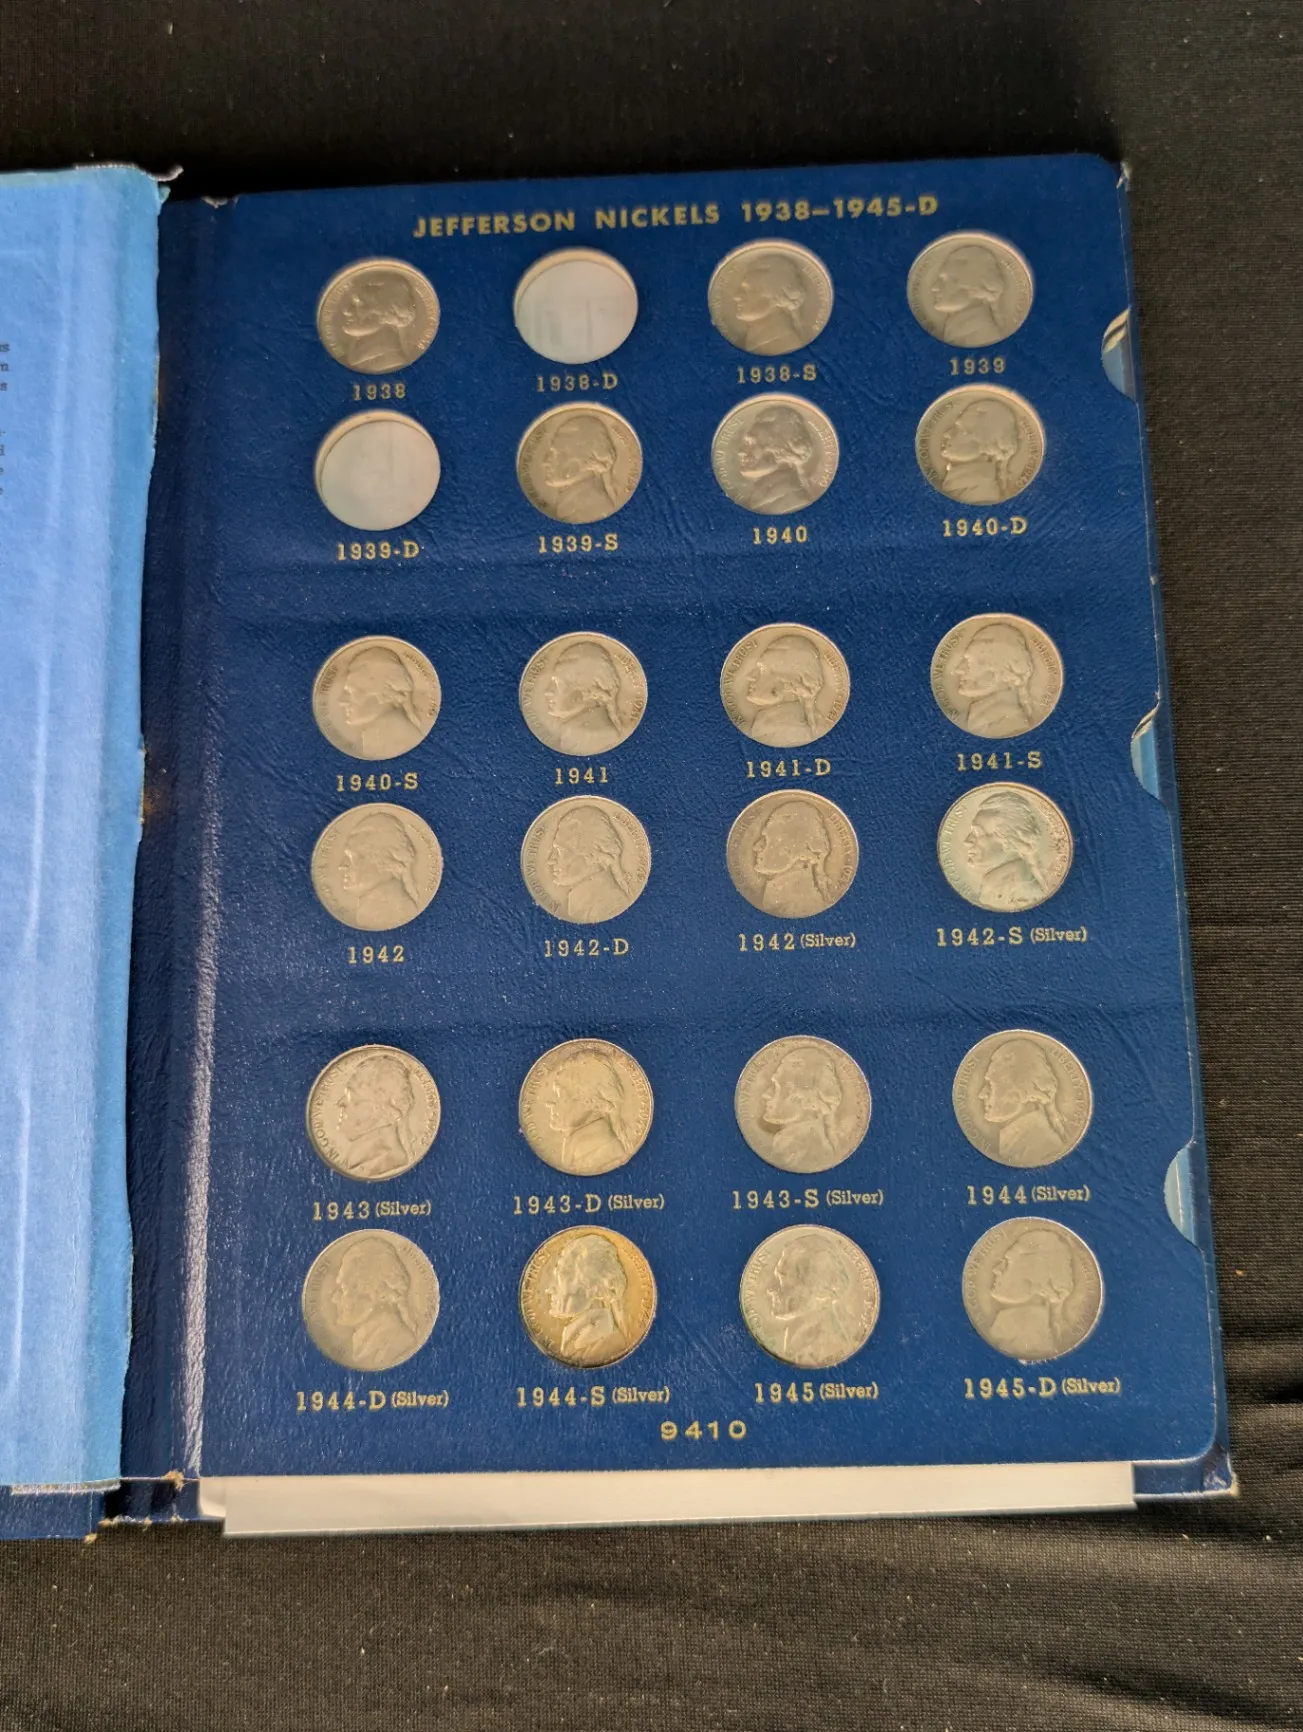 JEFFERSON NICKELS 1938-1945-D
1938 1938-D 1938-S 1939
1939-D 1939-S 1940 1940-D
1940-S 1941 1941-D 1941-S
1942 1942-D 1942 (Silver) 1942-S (Silver)
1943 (Silver) 1943-D (Silver) 1943-S (Silver) 1944 (Silver)
1944-D (Silver) 1944-S (Silver) 1945 (Silver) 1945-D (Silver)
9410